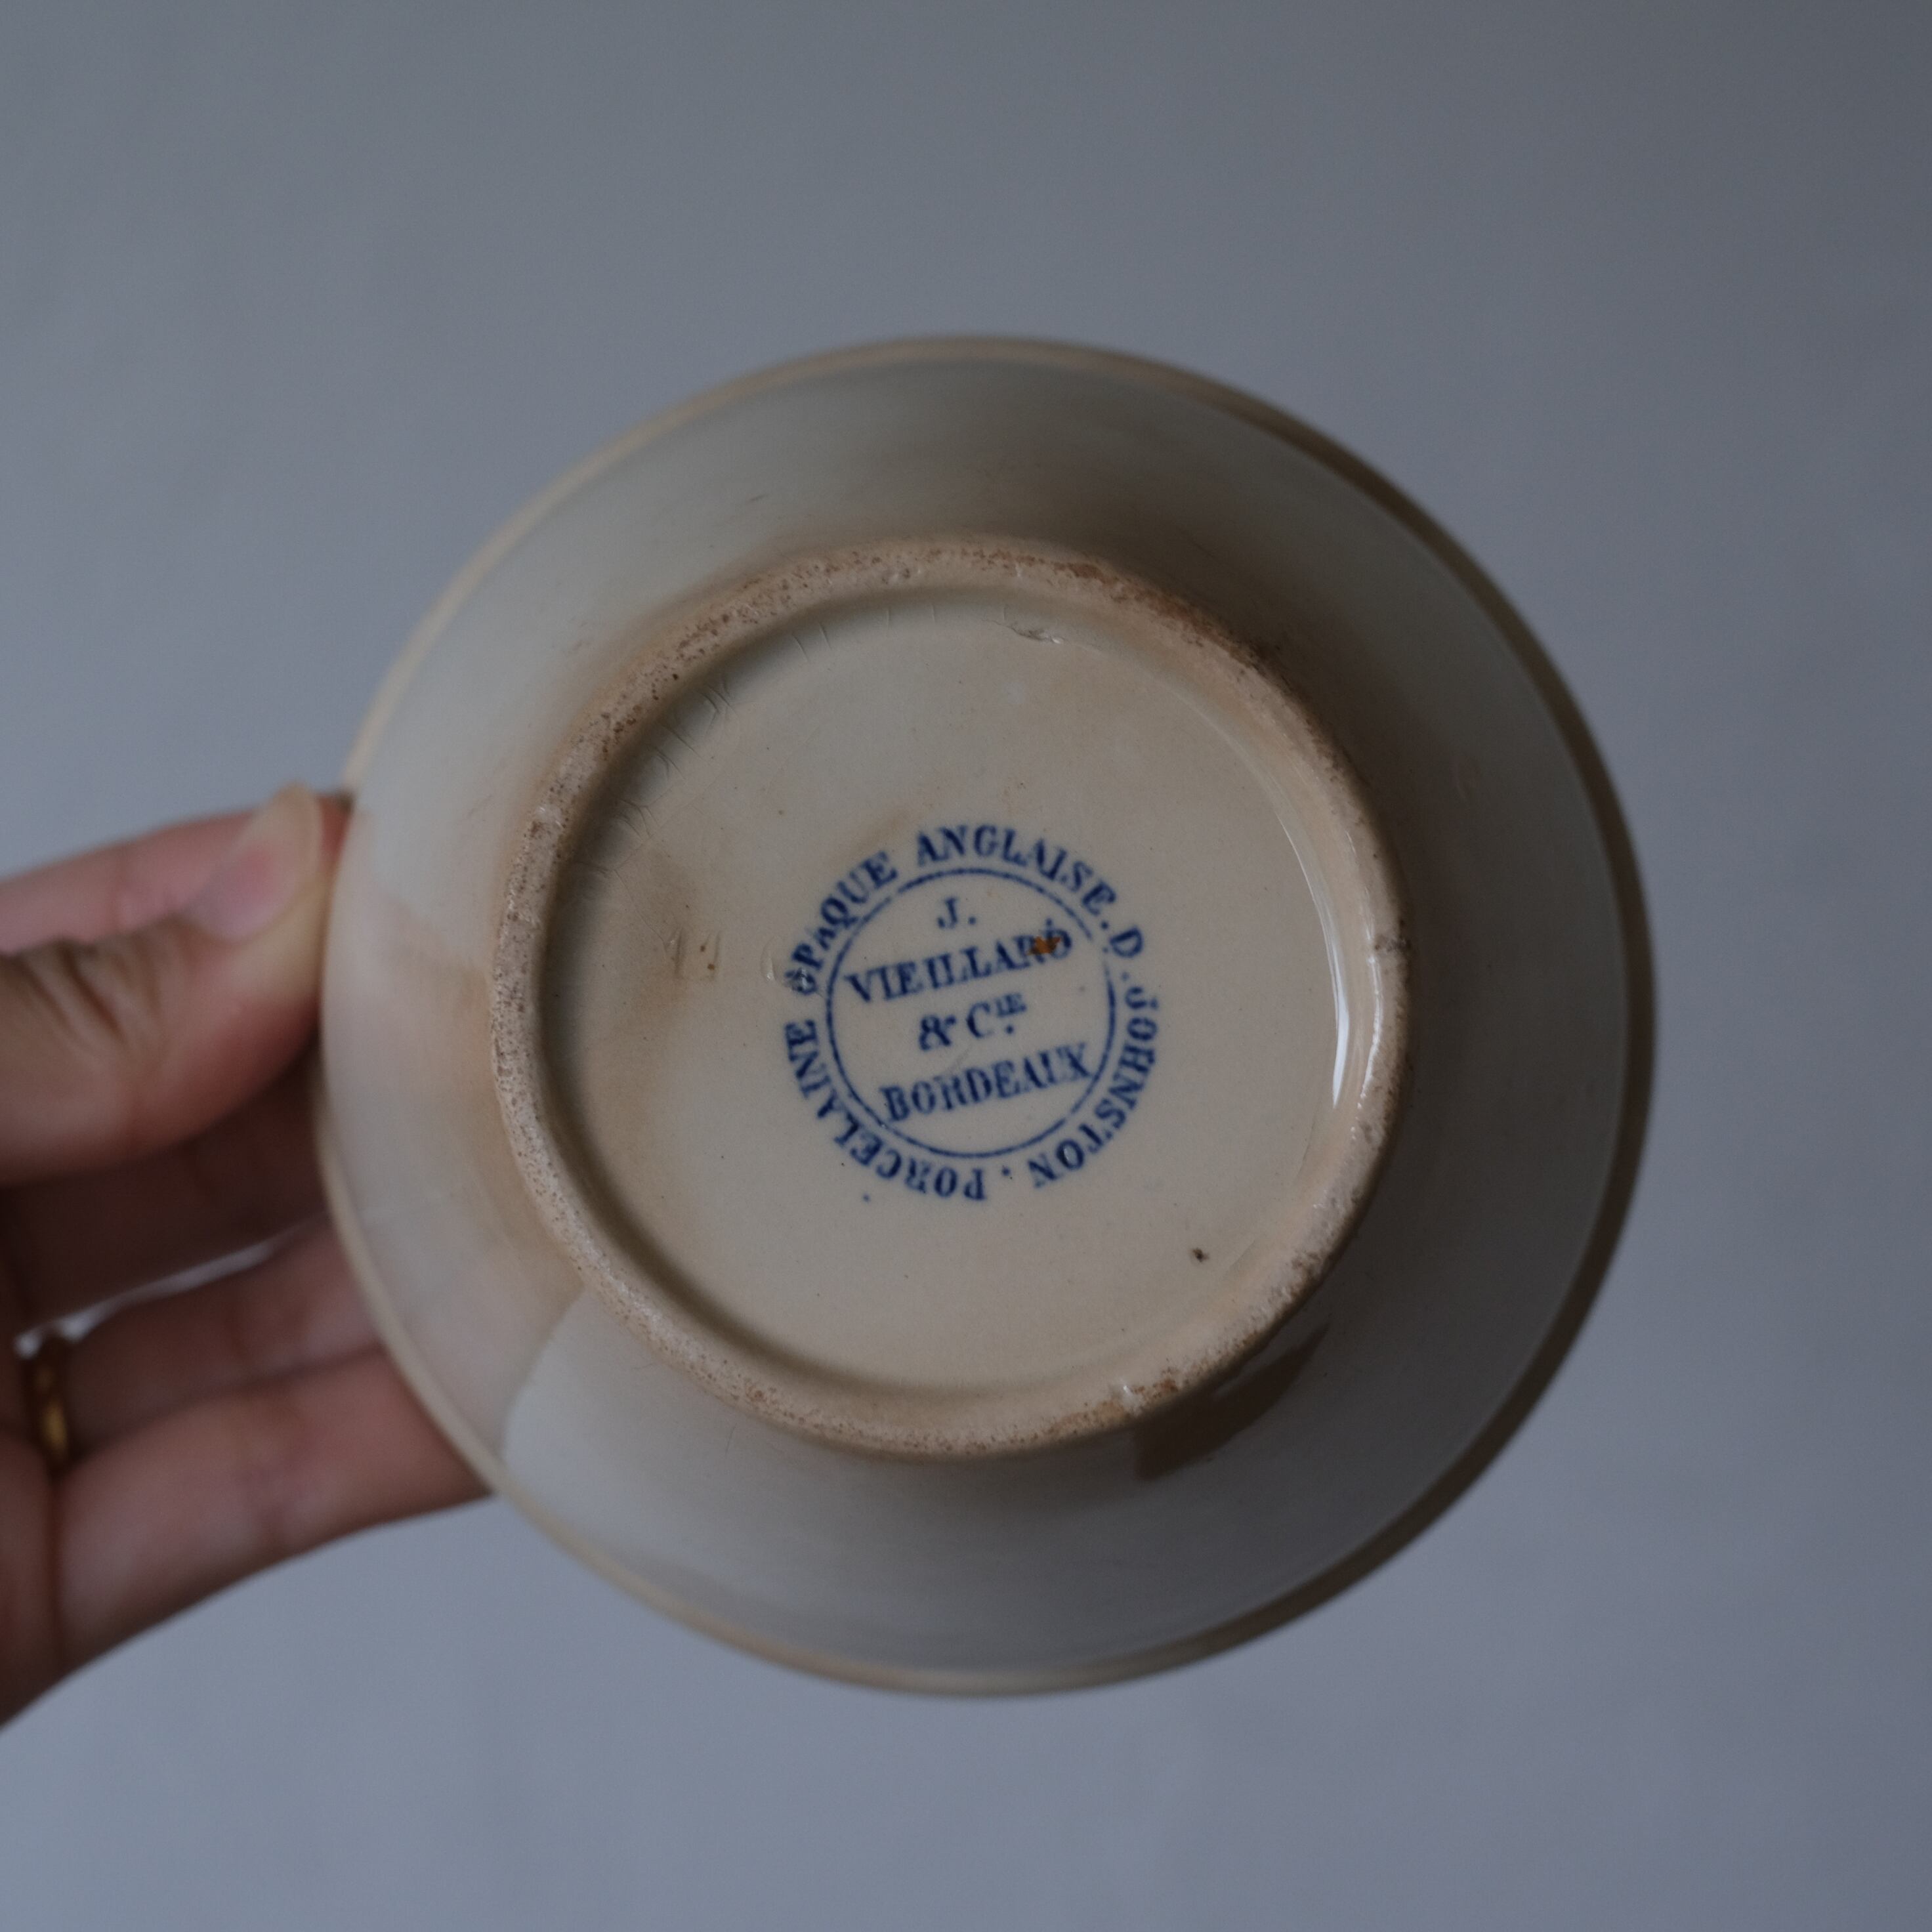 PORCELAINE OPAQUE ANGLAISE. D. JOHNSTON.
J.
VIEILLARD
& CIE.
BORDEAUX